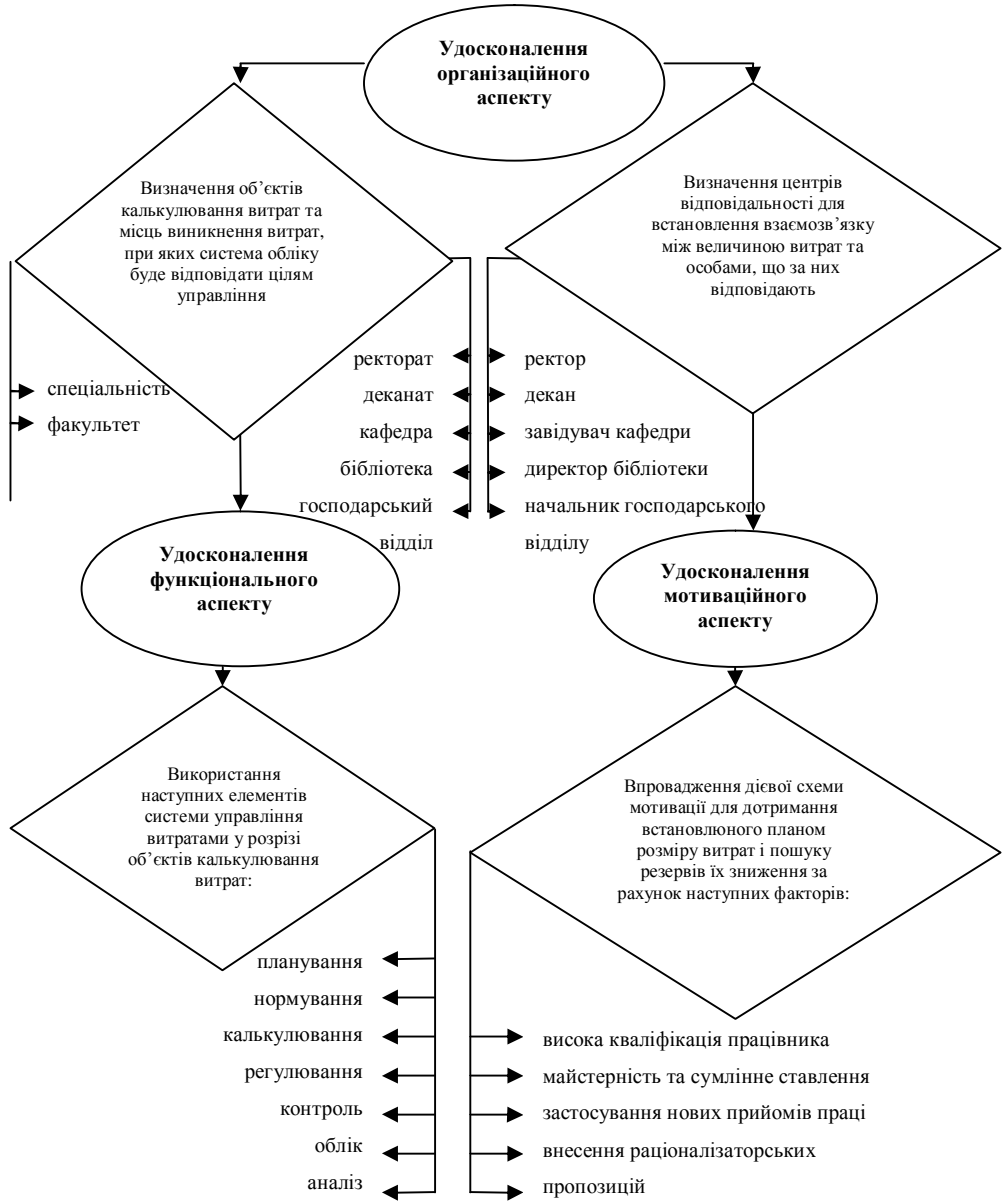 Удосконалення
організаційного
аспекту
Визначення об’єктів
калькулювання витрат та
місць виникнення витрат,
при яких система обліку
буде відповідати цілям
управління
Визначення центрів
відповідальності для
встановлення взаємозв’язку
між величиною витрат та
особами, що за них
відповідають
спеціальність
факультет
ректорат
деканат
кафедра
бібліотека
господарський
відділ
ректор
декан
завідувач кафедри
директор бібліотеки
начальник господарського
відділу
Удосконалення
функціонального
аспекту
Удосконалення
мотиваційного
аспекту
Використання
наступних елементів
системи управління
витратами у розрізі
об’єктів калькулювання
витрат:
Впровадження дієвої схеми
мотивації для дотримання
встановлюного планом
розміру витрат і пошуку
резервів їх зниження за
рахунок наступних факторів:
планування
нормування
калькулювання
регулювання
контроль
облік
аналіз
висока кваліфікація працівника
майстерність та сумлінне ставлення
застосування нових прийомів праці
внесення раціоналізаторських
пропозицій